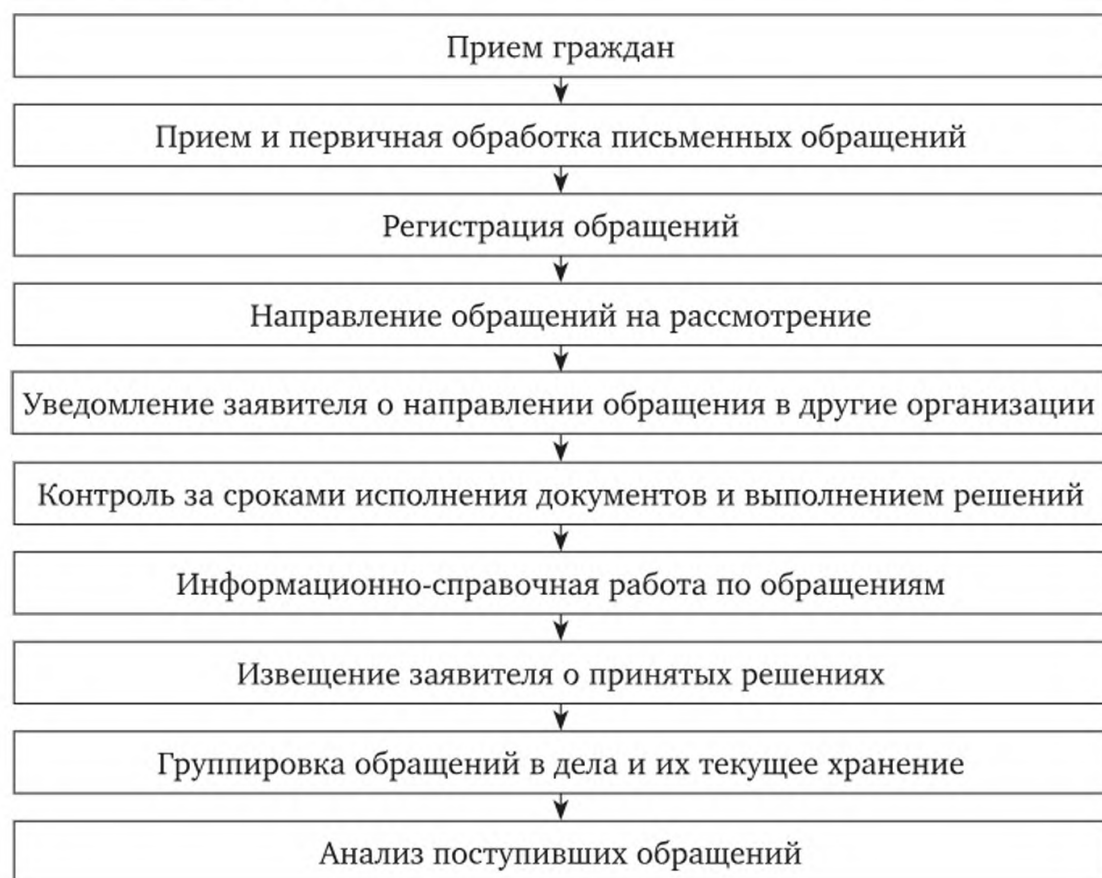 Прием граждан
Прием и первичная обработка письменных обращений
Регистрация обращений
Направление обращений на рассмотрение
Уведомление заявителя о направлении обращения в другие организации
Контроль за сроками исполнения документов и выполнением решений
Информационно-справочная работа по обращениям
Извещение заявителя о принятых решениях
Группировка обращений в дела и их текущее хранение
Анализ поступивших обращений